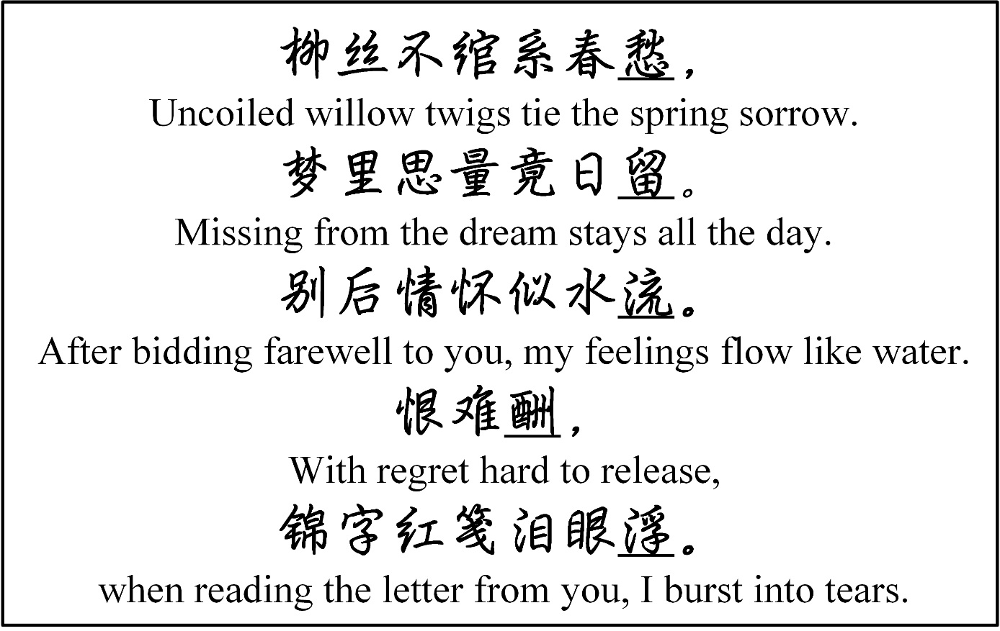 柳丝不绾系春愁，
Uncoiled willow twigs tie the spring sorrow.
梦里思量竟日留。
Missing from the dream stays all the day.
别后情怀似水流。
After bidding farewell to you, my feelings flow like water.
恨难酬，
With regret hard to release,
锦字红笺泪眼浮。
when reading the letter from you, I burst into tears.